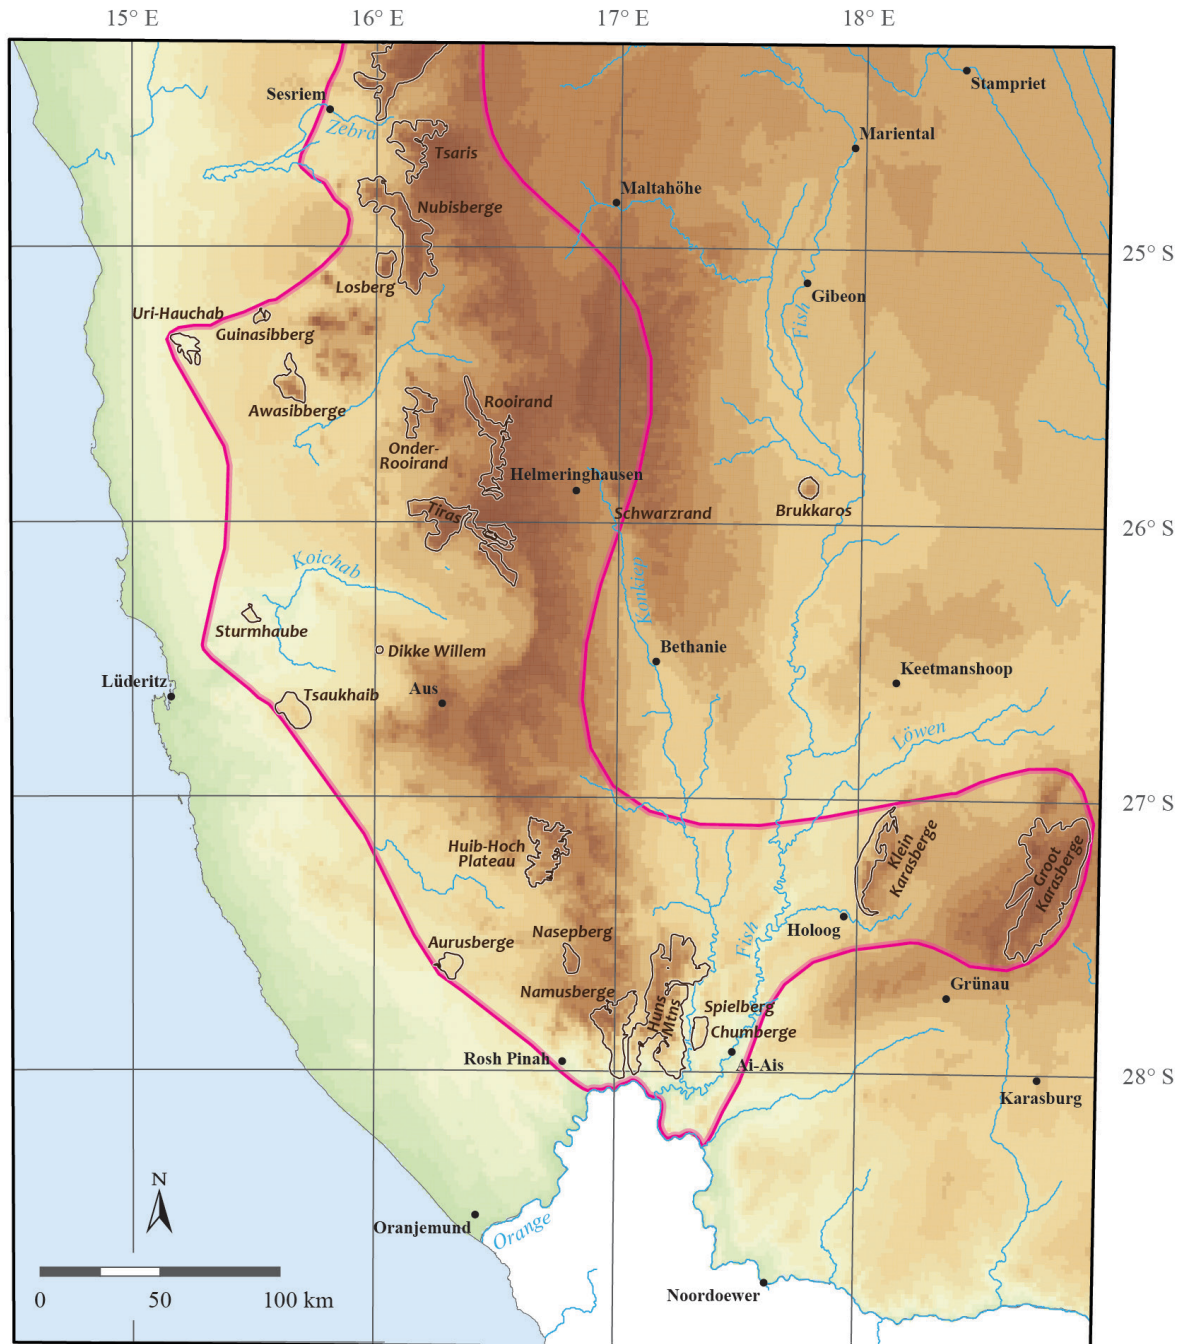 15° E
16° E
17° E
18° E
Sesriem
Zebra
Tsaris
Stampriet
Mariental
Maltahöhe
Nubisberge
25° S
Losberg
Gibeon
Uri-Hauchab
Guinasibberg
Fish
Awasibberge
Rooirand
Onder-
Rooirand
Helmeringhausen
Tiras
Schwarzrand
Brukkaros
26° S
Koichab
Konkiep
Sturmhaube
Dikke Willem
Bethanie
Keetmanshoop
Lüderitz
Tsaukhaib
Aus
Löwen
27° S
Huib-Hoch
Plateau
Klein
Karasberge
Groot
Karasberge
Holoog
Aurusberge
Nasepberg
Fish
Namusberge
Huns
Mtns
Spielberg
Chumberge
Grünau
Rosh Pinah
Ai-Ais
28° S
Karasburg
N
Oranjemund
Orange
Noordoewer
0
50
100 km